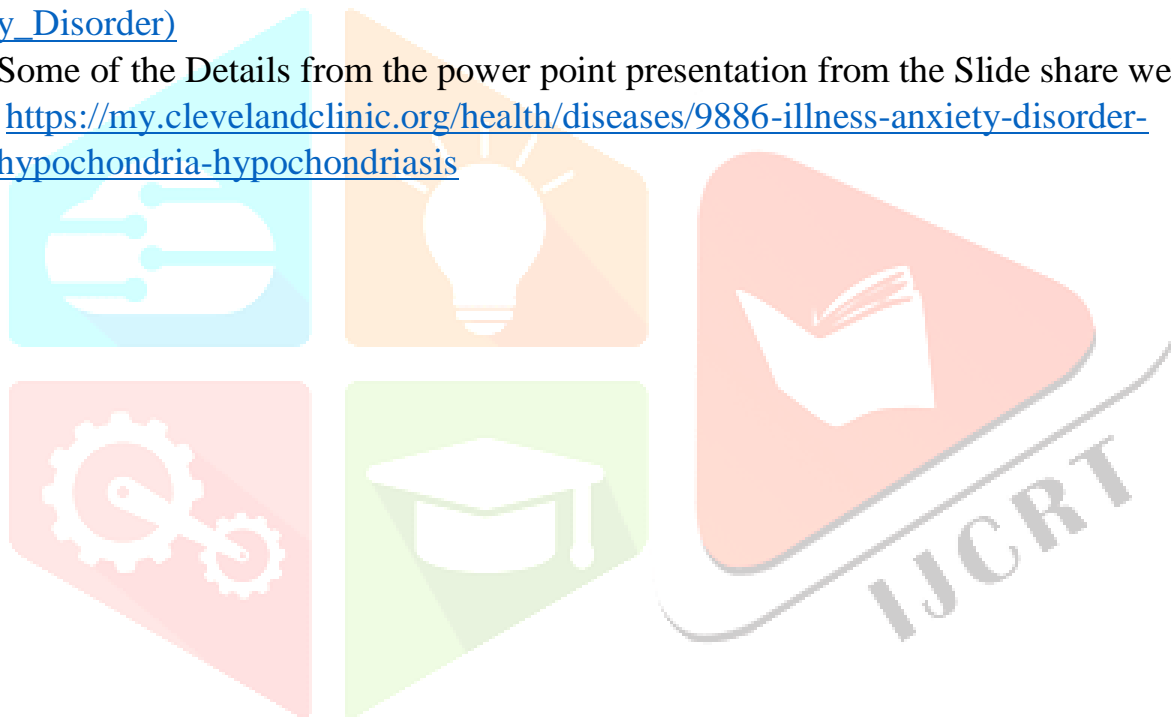 y_Disorder)
Some of the Details from the power point presentation from the Slide share we
https://my.clevelandclinic.org/health/diseases/9886-illness-anxiety-disorder-
hypochondria-hypochondriasis
IJCRT